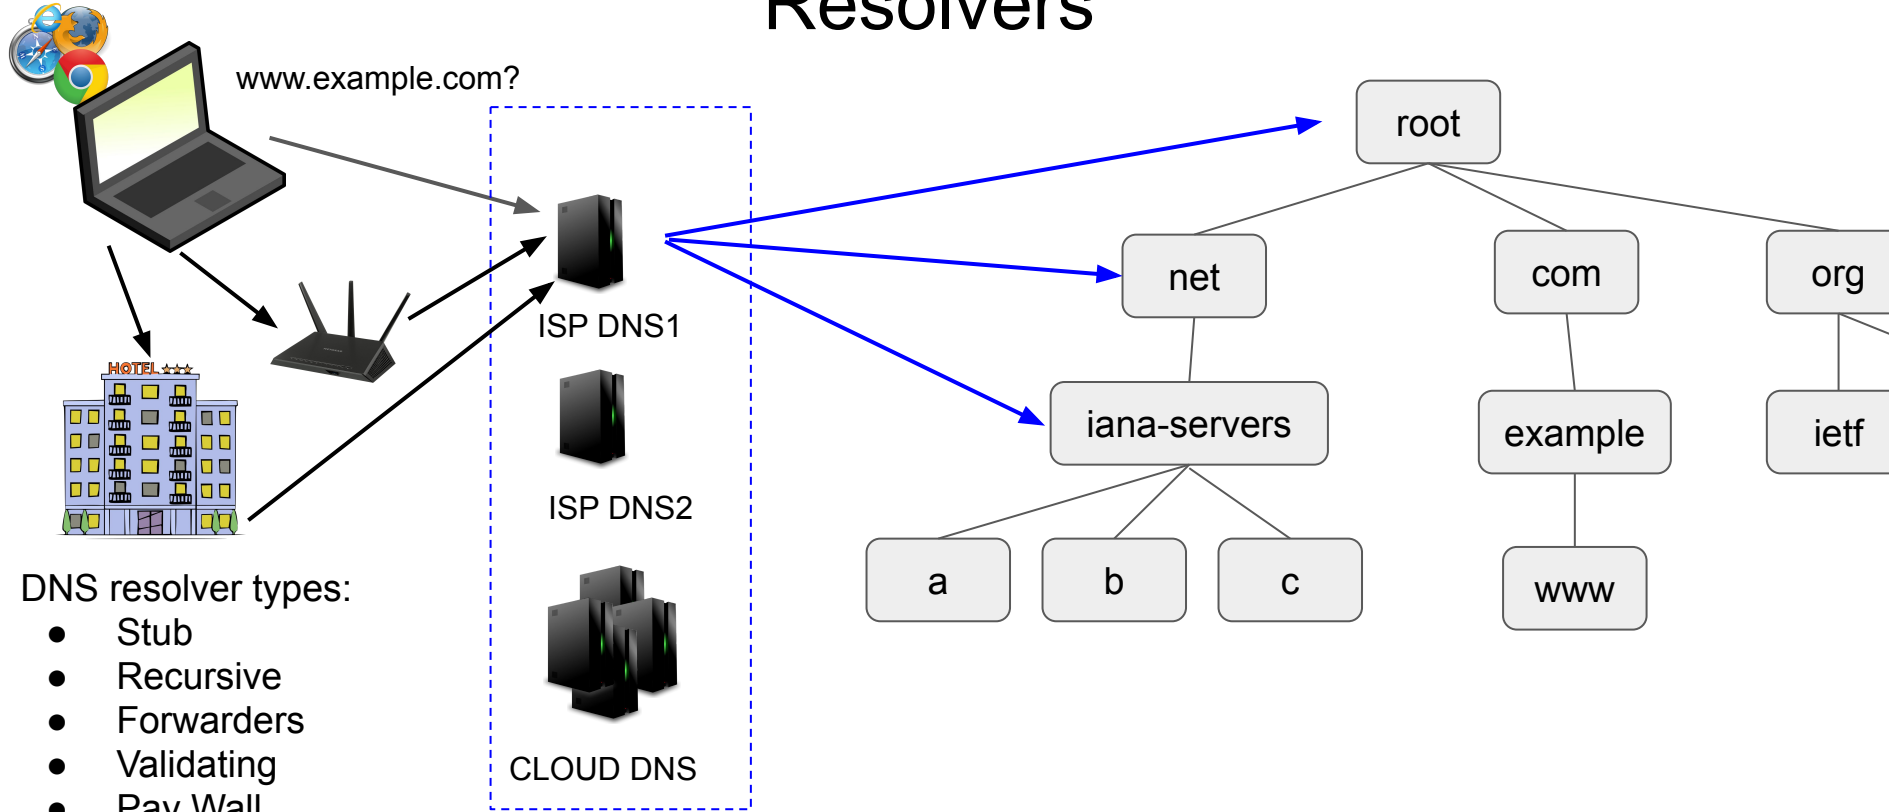 Resolvers
www.example.com?
root
net
com
org
ISP DNS1
HOTEL
iana-servers
example
ietf
ISP DNS2
a
b
c
www
DNS resolver types:
● Stub
● Recursive
● Forwarders
● Validating
● Pay Wall
CLOUD DNS